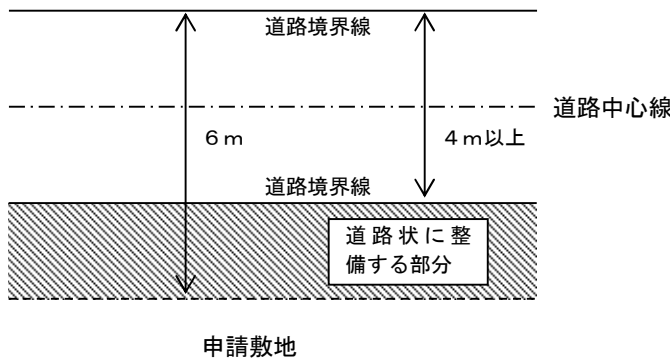 道路境界線
道路中心線
６ｍ
４ｍ以上
道路境界線
道路状に整
備する部分
申請敷地